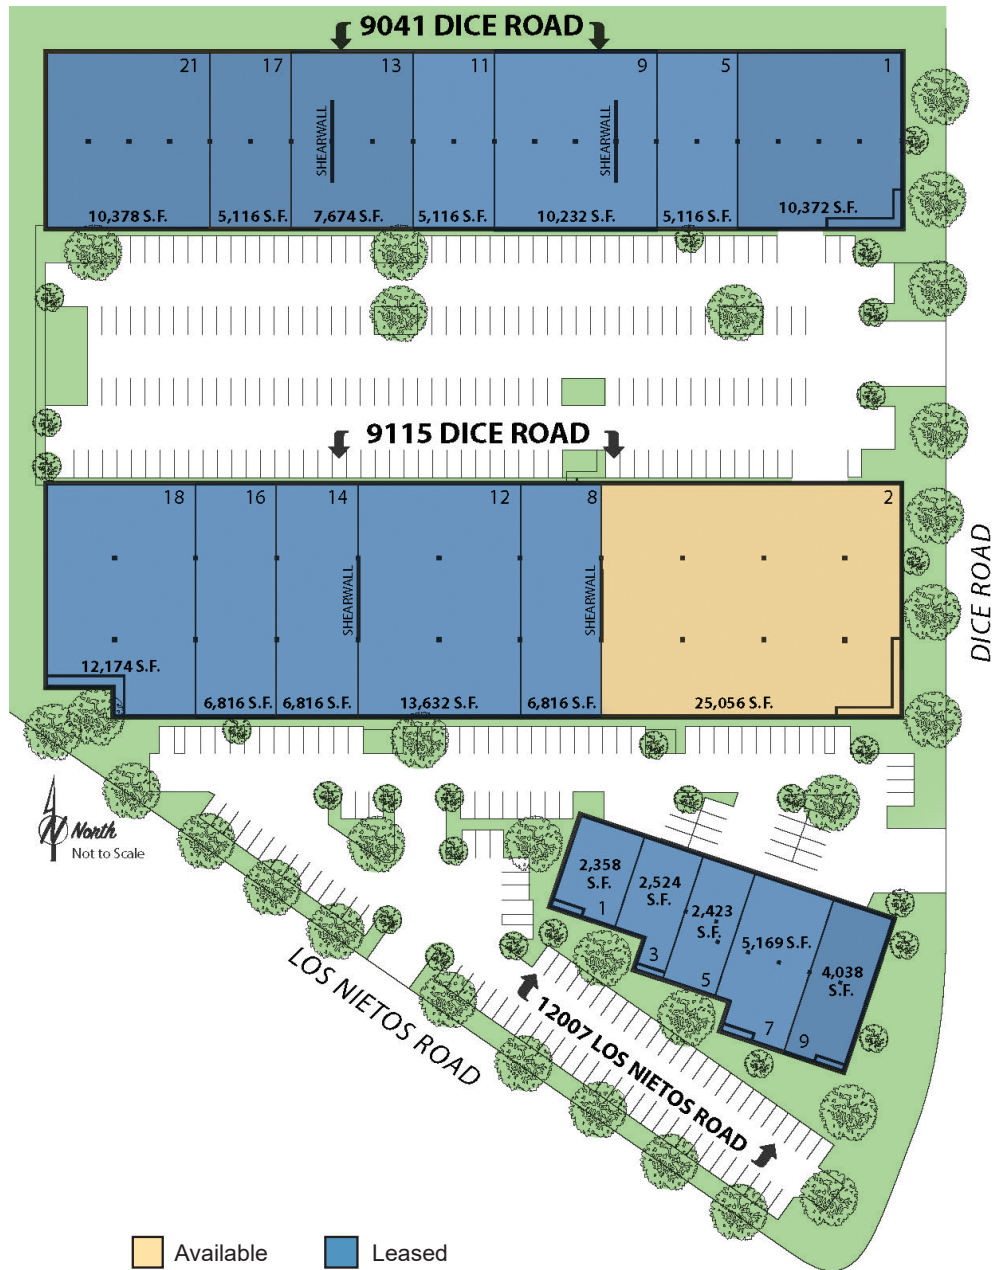 9041 DICE ROAD
21
17
13
11
9
5
1
SHEARWALL
SHEARWALL
10,378 S.F.
5,116 S.F.
7,674 S.F.
5,116 S.F.
10,232 S.F.
5,116 S.F.
10,372 S.F.
9115 DICE ROAD
18
16
14
12
8
2
SHEARWALL
SHEARWALL
12,174 S.F.
6,816 S.F.
6,816 S.F.
13,632 S.F.
6,816 S.F.
25,056 S.F.
DICE ROAD
N
North
Not to Scale
2,358
S.F.
1
2,524
S.F.
3
2,423
S.F.
5
5,169 S.F.
7
4,038
S.F.
9
LOS NIETOS ROAD
12007 LOS NIETOS ROAD
Available
Leased